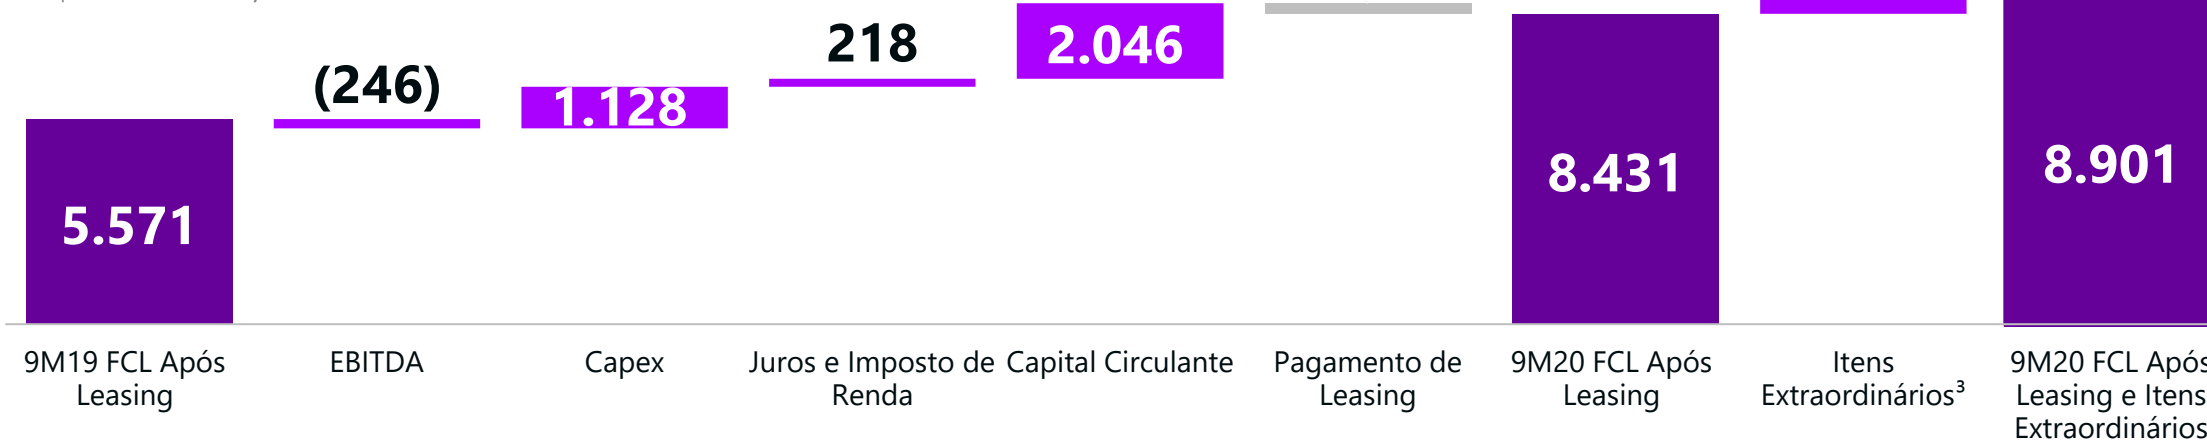 218
2.046
(246)
1.128
8.431
8.901
5.571
9M19 FCL Após
Leasing
EBITDA
Capex
Juros e Imposto de
Renda
Capital Circulante
Pagamento de
Leasing
9M20 FCL Após
Leasing
Itens
Extraordinários³
9M20 FCL Após
Leasing e Itens
Extraordinários